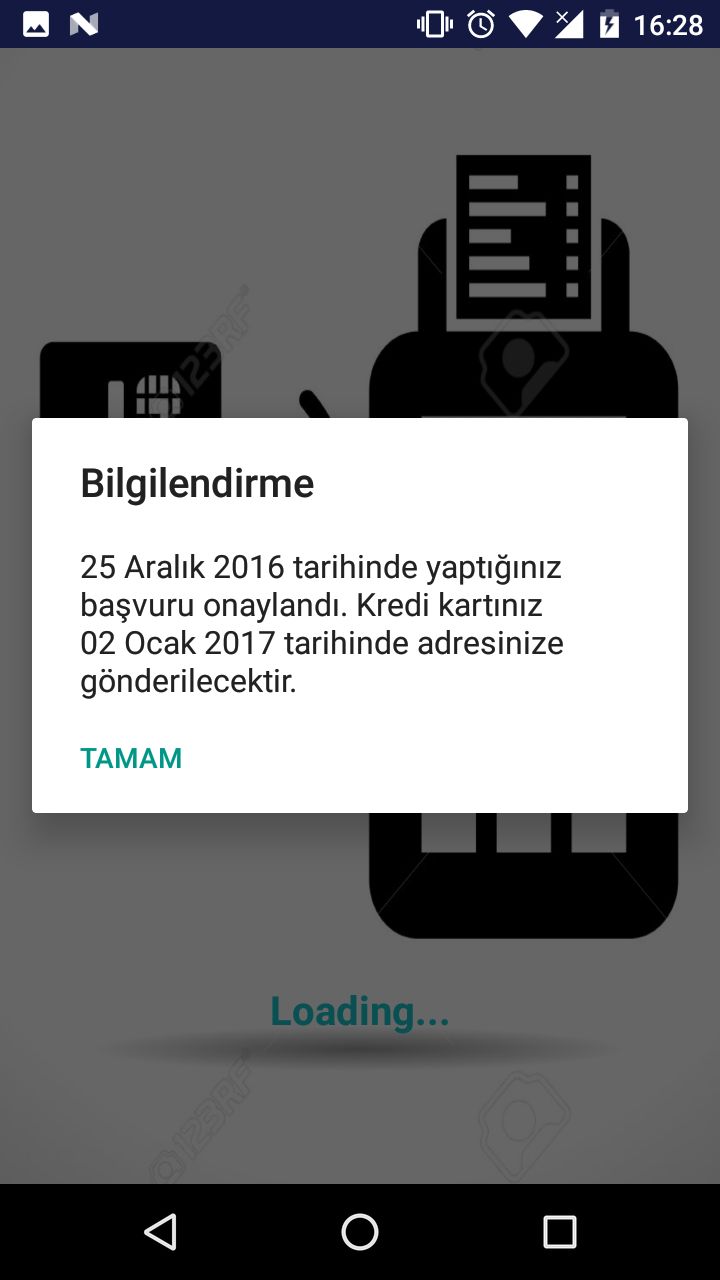 16:28
123RF
Bilgilendirme
25 Aralık 2016 tarihinde yaptığınız
başvuru onaylandı. Kredi kartınız
02 Ocak 2017 tarihinde adresinize
gönderilecektir.
TAMAM
Loading...
123RF